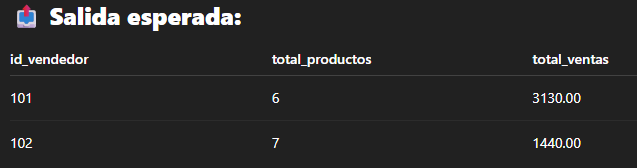 Salida esperada:
id_vendedor total_productos total_ventas
101 6 3130.00
102 7 1440.00